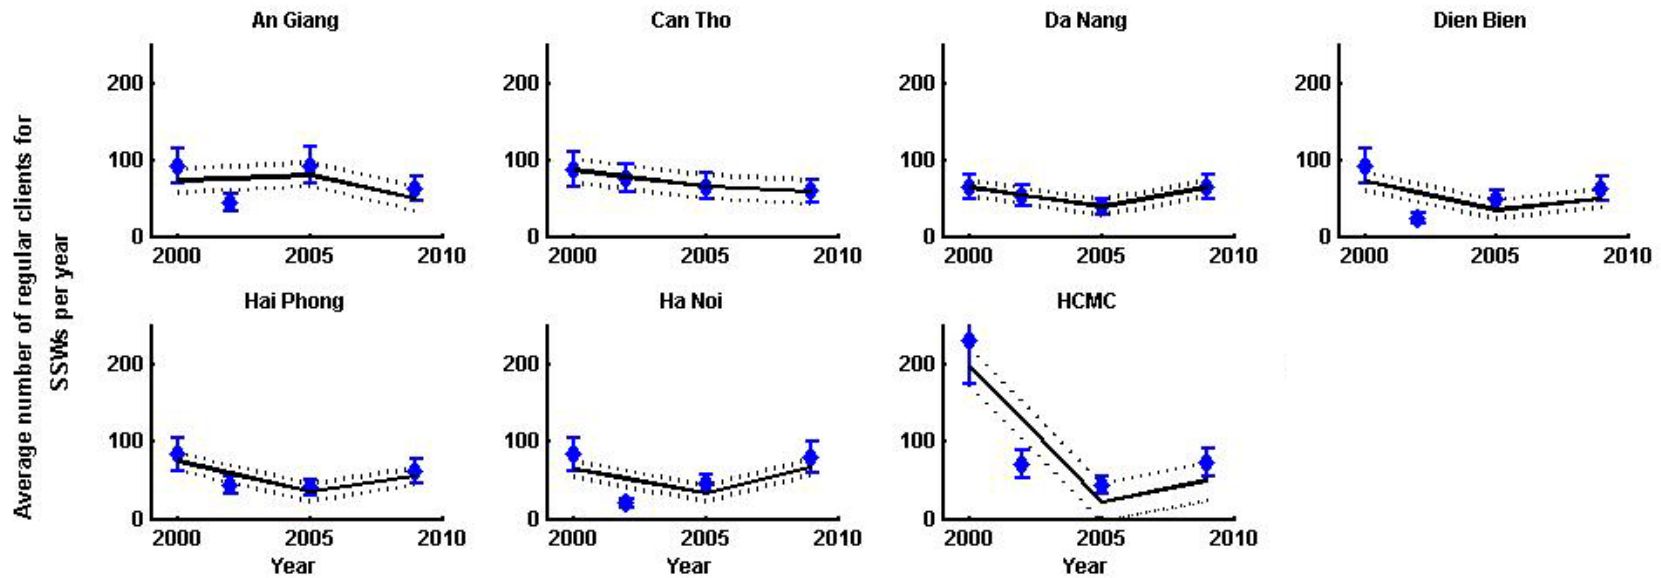 An Giang
Can Tho
Da Nang
Dien Bien
Average number of regular clients for
SSWs per year
200
100
0
2000 2005 2010
200
100
0
2000 2005 2010
200
100
0
2000 2005 2010
200
100
0
2000 2005 2010
Hai Phong
Ha Noi
HCMC
200
100
0
2000 2005 2010
Year
200
100
0
2000 2005 2010
Year
200
100
0
2000 2005 2010
Year